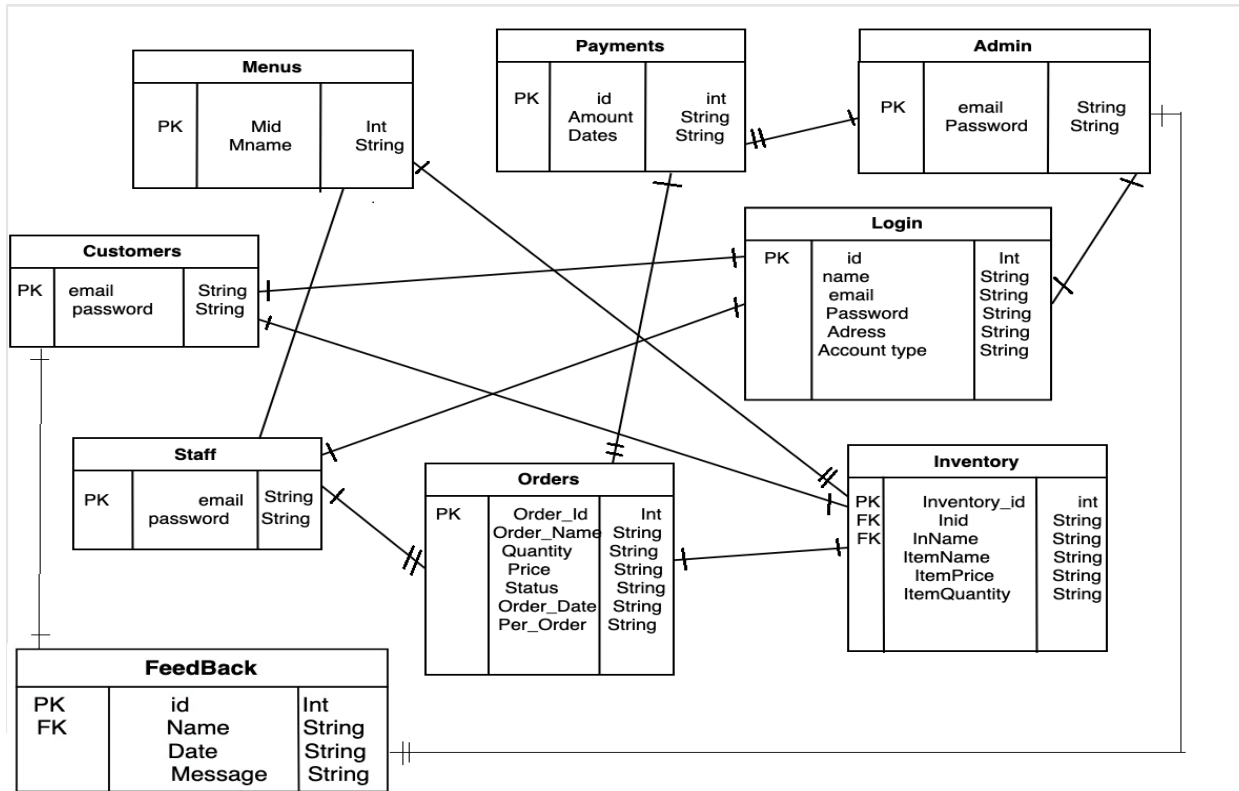 Menus
PK Mid Int
Mname String
Payments
PK id int
Amount String
Dates String
Admin
PK email String
Password String
Customers
PK email String
password String
Login
PK id Int
name String
email String
Password String
Adress String
Account type String
Staff
PK email String
password String
Orders
PK Order_Id Int
Order_Name String
Quantity String
Price String
Status String
Order_Date String
Per_Order String
Inventory
PK Inventory_id int
FK Inid String
FK InName String
ItemName String
ItemPrice String
ItemQuantity String
FeedBack
PK id Int
FK Name String
Date String
Message String